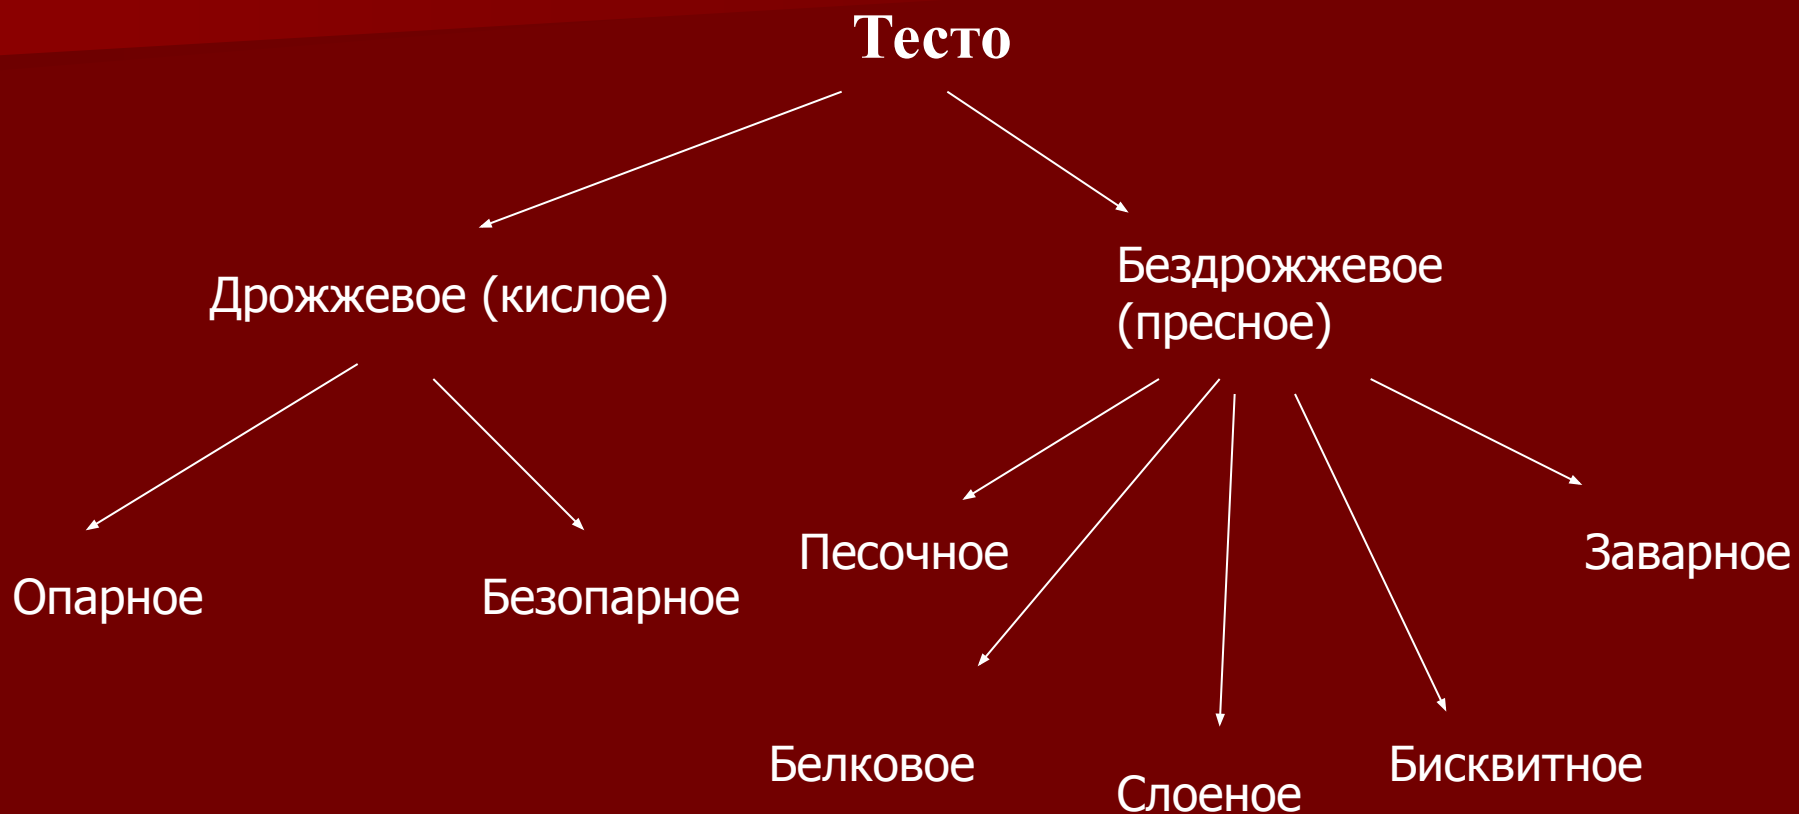 Тесто
Дрожжевое (кислое)
Бездрожжевое
(пресное)
Опарное
Безопарное
Песочное
Заварное
Белковое
Слоеное
Бисквитное